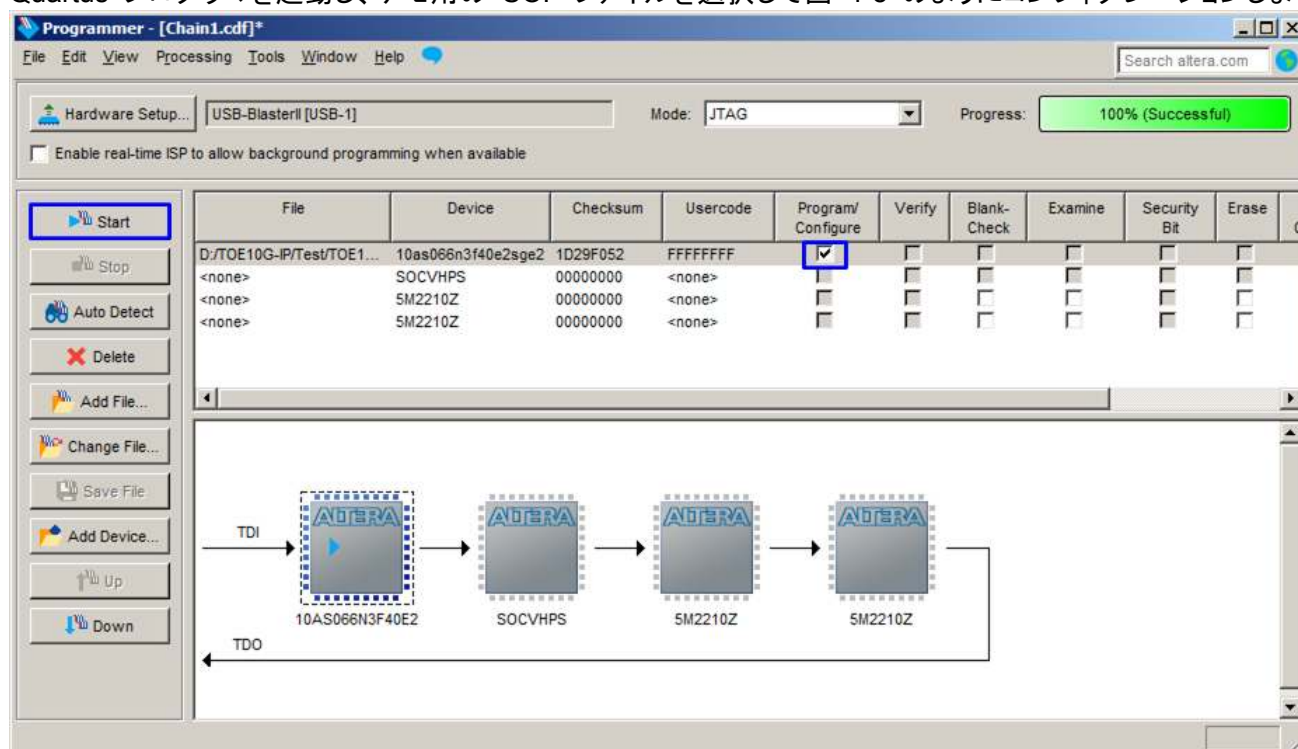 Programmer - [Chain1.cdf]*
File Edit View Processing Tools Window Help
Search altera.com
Hardware Setup... USB-BlasterII [USB-1] Mode: JTAG Progress: 100% (Successful)
Enable real-time ISP to allow background programming when available
Start
Stop
Auto Detect
Delete
Add File...
Change File...
Save File
Add Device...
Up
Down
File Device Checksum Usercode Program/ Configure Verify Blank- Check Examine Security Bit Erase
D:/TOE10G-IP/Test/TOE1... 10as066n3f40e2sge2 1D29F052 FFFFFFFF
<none> SOCVHPS 00000000 <none>
<none> 5M2210Z 00000000 <none>
<none> 5M2210Z 00000000 <none>
TDI
ALTERA ALTERA ALTERA ALTERA
10AS066N3F40E2 SOCVHPS 5M2210Z 5M2210Z
TDO